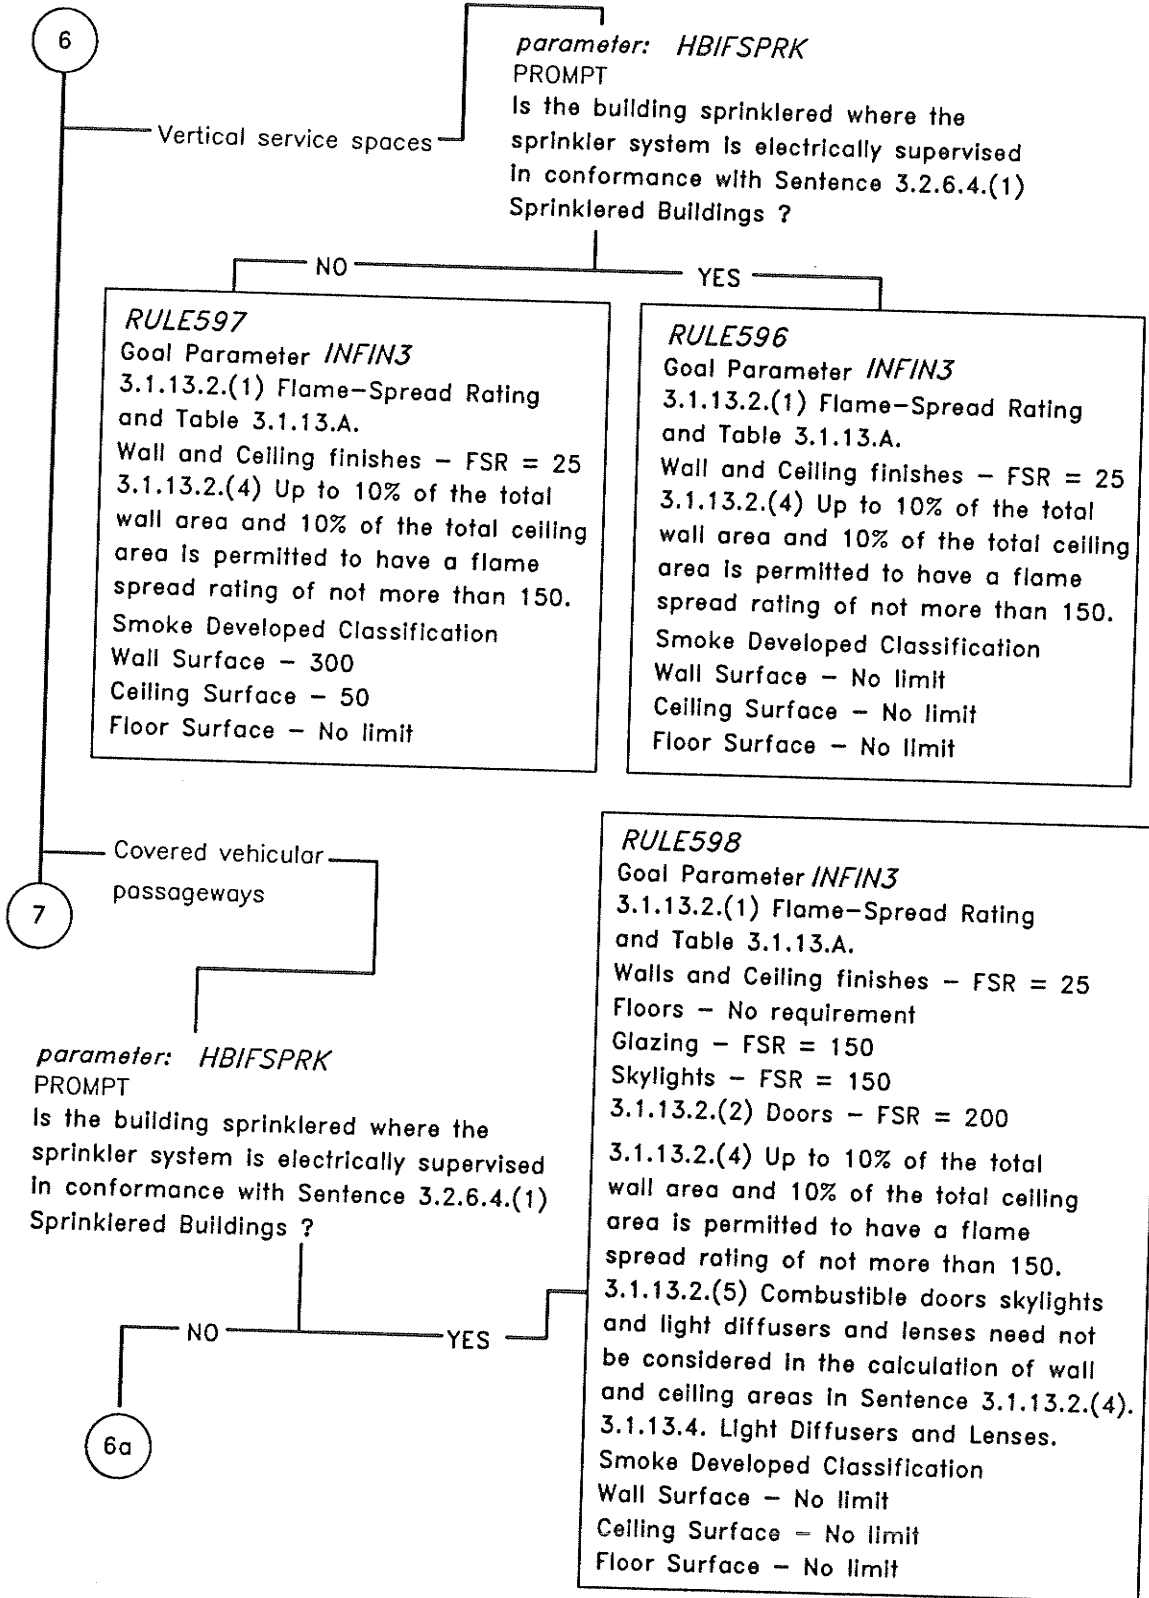 6
Vertical service spaces
parameter: HBIFSPRK
PROMPT
Is the building sprinklered where the
sprinkler system is electrically supervised
in conformance with Sentence 3.2.6.4.(1)
Sprinklered Buildings ?
NO
YES
RULE597
Goal Parameter INFIN3
3.1.13.2.(1) Flame-Spread Rating
and Table 3.1.13.A.
Wall and Ceiling finishes - FSR = 25
3.1.13.2.(4) Up to 10% of the total
wall area and 10% of the total ceiling
area is permitted to have a flame
spread rating of not more than 150.
Smoke Developed Classification
Wall Surface - 300
Ceiling Surface - 50
Floor Surface - No limit
RULE596
Goal Parameter INFIN3
3.1.13.2.(1) Flame-Spread Rating
and Table 3.1.13.A.
Wall and Ceiling finishes - FSR = 25
3.1.13.2.(4) Up to 10% of the total
wall area and 10% of the total ceiling
area is permitted to have a flame
spread rating of not more than 150.
Smoke Developed Classification
Wall Surface - No limit
Ceiling Surface - No limit
Floor Surface - No limit
Covered vehicular
passageways
7
parameter: HBIFSPRK
PROMPT
Is the building sprinklered where the
sprinkler system is electrically supervised
in conformance with Sentence 3.2.6.4.(1)
Sprinklered Buildings ?
NO
YES
6a
RULE598
Goal Parameter INFIN3
3.1.13.2.(1) Flame-Spread Rating
and Table 3.1.13.A.
Walls and Ceiling finishes - FSR = 25
Floors - No requirement
Glazing - FSR = 150
Skylights - FSR = 150
3.1.13.2.(2) Doors - FSR = 200
3.1.13.2.(4) Up to 10% of the total
wall area and 10% of the total ceiling
area is permitted to have a flame
spread rating of not more than 150.
3.1.13.2.(5) Combustible doors skylights
and light diffusers and lenses need not
be considered in the calculation of wall
and ceiling areas in Sentence 3.1.13.2.(4).
3.1.13.4. Light Diffusers and Lenses.
Smoke Developed Classification
Wall Surface - No limit
Ceiling Surface - No limit
Floor Surface - No limit